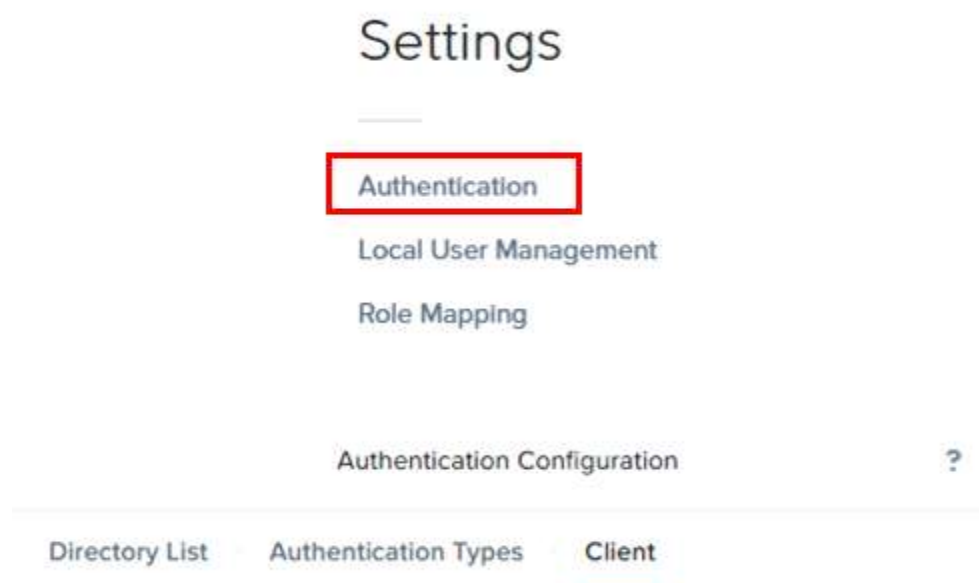 Settings
Authentication
Local User Management
Role Mapping
Authentication Configuration ?
Directory List Authentication Types Client